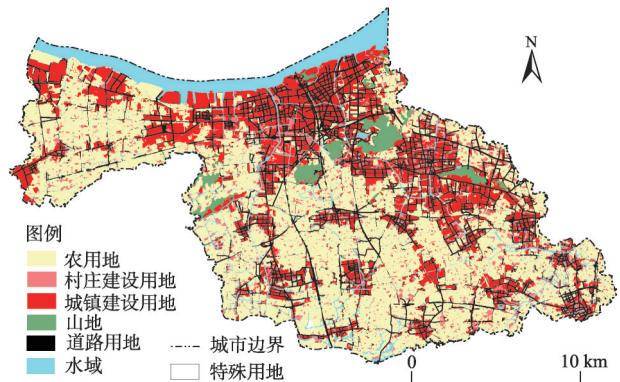 N
图例
农用地
村庄建设用地
城镇建设用地
山地
道路用地
水域
城市边界
特殊用地
0
10 km